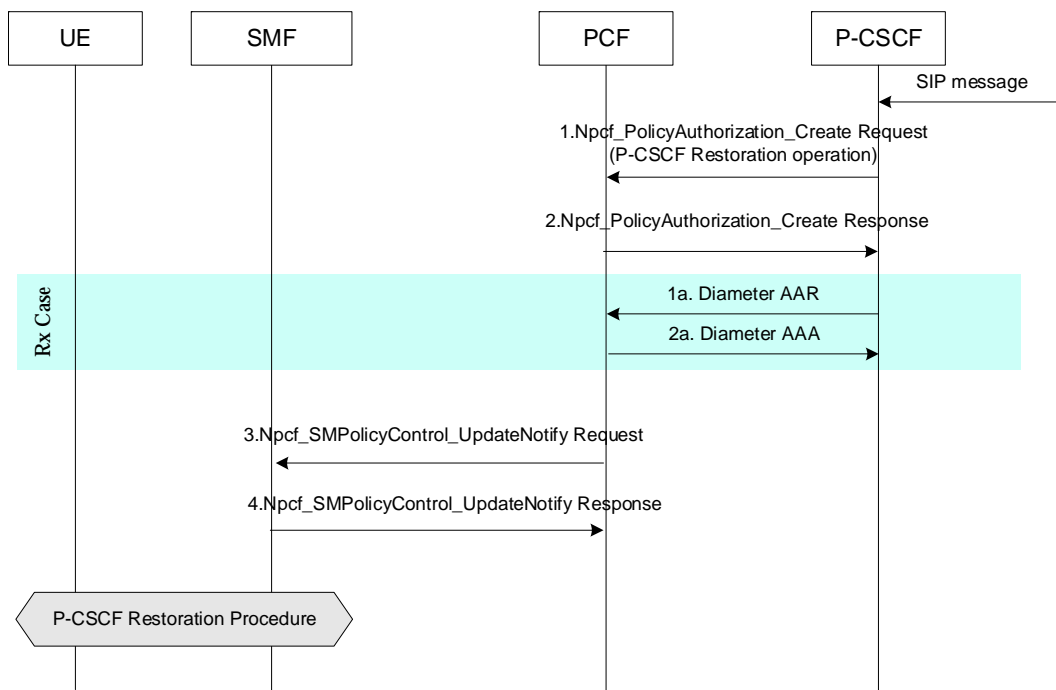 UE
SMF
PCF
P-CSCF
SIP message
1.Npcf_PolicyAuthorization_Create Request
(P-CSCF Restoration operation)
2.Npcf_PolicyAuthorization_Create Response
Rx Case
1a. Diameter AAR
2a. Diameter AAA
3.Npcf_SMPolicyControl_UpdateNotify Request
4.Npcf_SMPolicyControl_UpdateNotify Response
P-CSCF Restoration Procedure